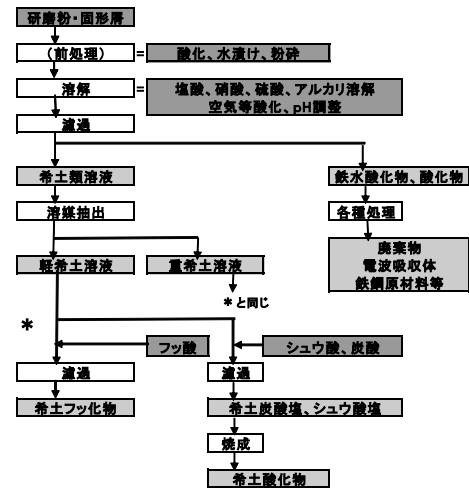 研磨粉・固形屑
(前処理) = 酸化、水漬け、粉砕
溶解 = 塩酸、硝酸、硫酸、アルカリ溶解
空気等酸化、pH調整
濾過
希土類溶液
鉄水酸化物、酸化物
溶媒抽出
各種処理
廃棄物
電波吸収体
鉄鋼原材料等
軽希土溶液
重希土溶液
*と同じ
*
フッ酸
シュウ酸、炭酸
濾過
濾過
希土フッ化物
希土炭酸塩、シュウ酸塩
焼成
希土酸化物